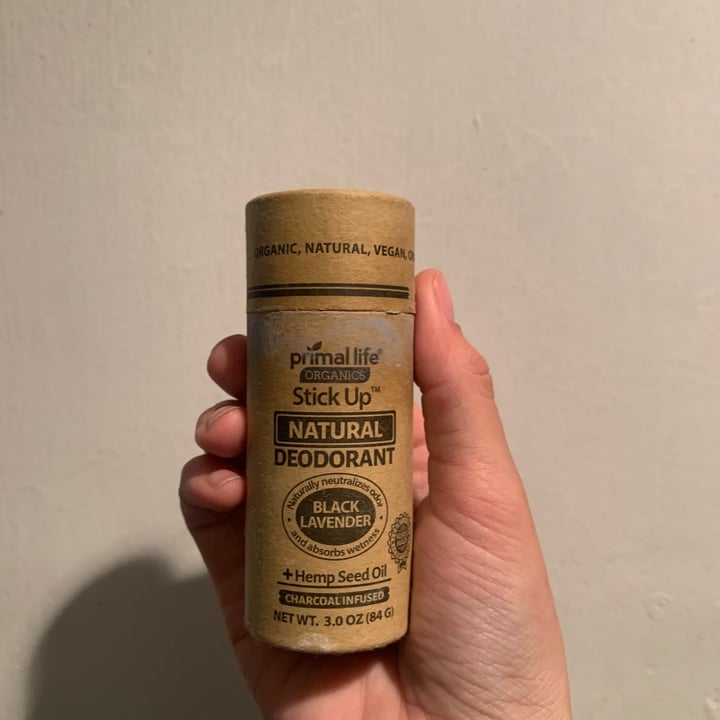 ORGANIC, NATURAL, VEGAN,
primal life®
ORGANICS
Stick Up™
NATURAL
DEODORANT
Naturally neutralizes odor
BLACK
LAVENDER
and absorbs wetness
+Hemp Seed Oil
CHARCOAL INFUSED
NET WT. 3.0 OZ (84 G)